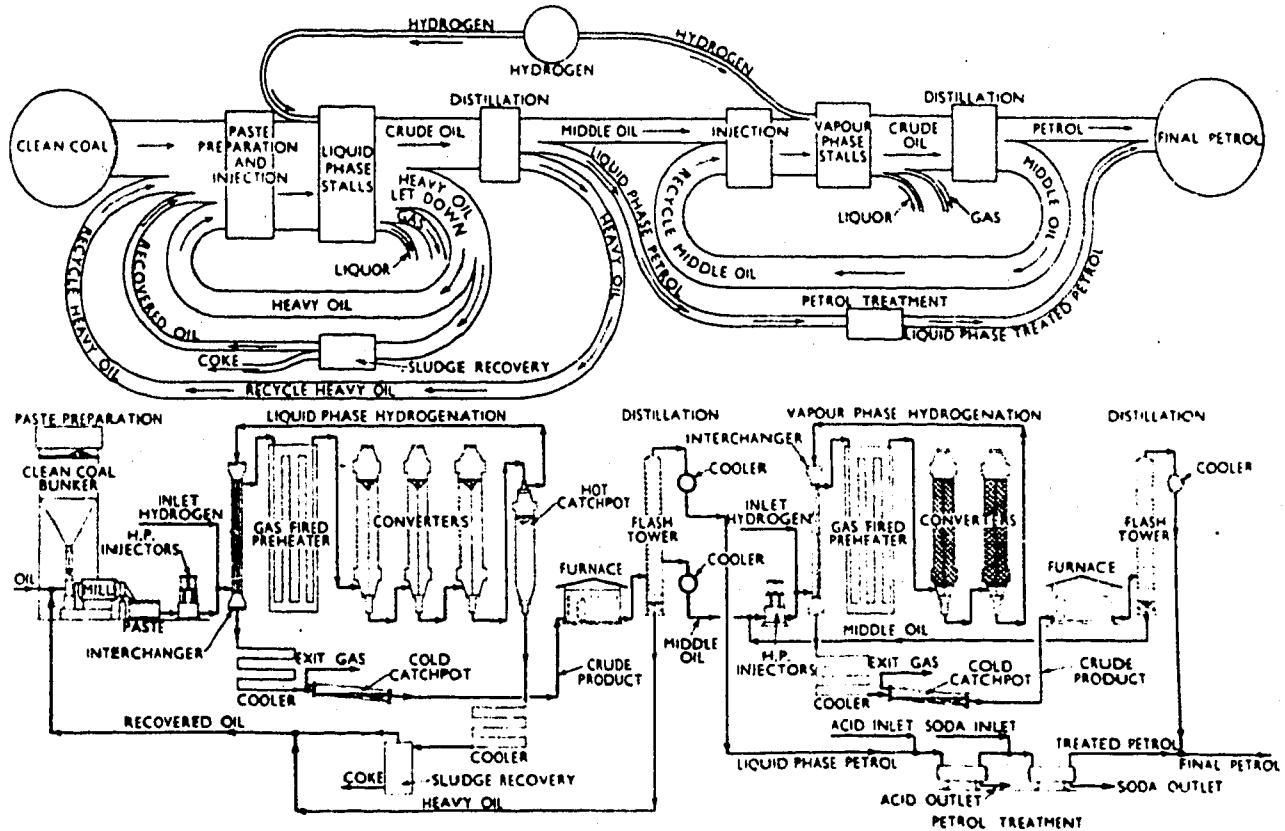 HYDROGEN
HYDROGEN
HYDROGEN
CLEAN COAL
PASTE
PREPARATION
AND
INJECTION
LIQUID
PHASE
STALLS
CRUDE OIL
DISTILLATION
MIDDLE OIL
INJECTION
VAPOUR
PHASE
STALLS
CRUDE
OIL
DISTILLATION
PETROL
FINAL PETROL
HEAVY OIL
LET DOWN
GAS
LIQUOR
HEAVY OIL
RECOVERED OIL
RECYCLE HEAVY OIL
COKE
SLUDGE RECOVERY
RECYCLE HEAVY OIL
HEAVY OIL
LIQUID PHASE PETROL
RECYCLE MIDDLE OIL
LIQUOR
GAS
MIDDLE OIL
PETROL TREATMENT
LIQUID PHASE TREATED PETROL
PASTE PREPARATION
CLEAN COAL
BUNKER
INLET
HYDROGEN
H.P.
INJECTORS
OIL
MILL
PASTE
INTERCHANGER
LIQUID PHASE HYDROGENATION
GAS FIRED
PREHEATER
CONVERTERS
HOT
CATCHPOT
EXIT GAS
COLD
CATCHPOT
COOLER
RECOVERED OIL
COOLER
COKE
SLUDGE RECOVERY
HEAVY OIL
FURNACE
CRUDE
PRODUCT
DISTILLATION
COOLER
FLASH
TOWER
COOLER
MIDDLE
OIL
VAPOUR PHASE HYDROGENATION
INTERCHANGER
INLET
HYDROGEN
GAS FIRED
PREHEATER
CONVERTERS
H.P.
INJECTORS
MIDDLE OIL
EXIT GAS
COLD
CATCHPOT
COOLER
FURNACE
CRUDE
PRODUCT
DISTILLATION
COOLER
FLASH
TOWER
ACID INLET
SODA INLET
LIQUID PHASE PETROL
TREATED PETROL
FINAL PETROL
ACID OUTLET
SODA OUTLET
PETROL TREATMENT